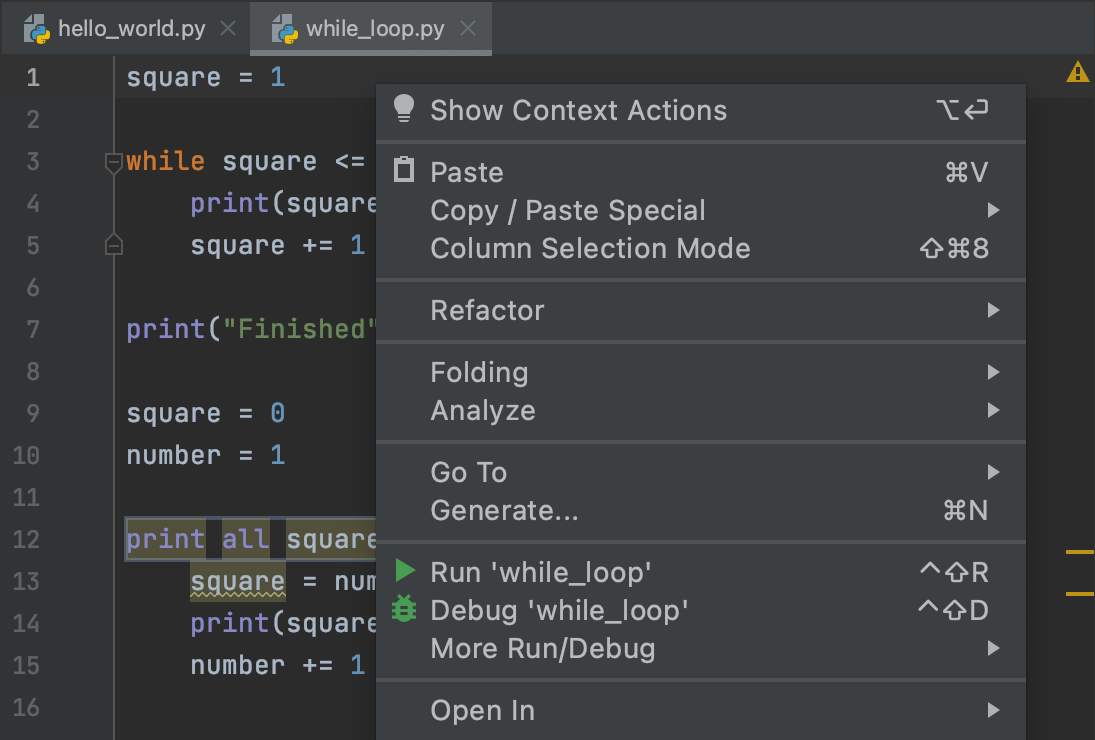 hello_world.py
while_loop.py
1 square = 1
2
3 while square <=
4 print(square
5 square += 1
6
7 print("Finished"
8
9 square = 0
10 number = 1
11
12 print all square
13 square = num
14 print(square
15 number += 1
16
Show Context Actions ⌥⏎
Paste ⌘V
Copy / Paste Special
Column Selection Mode ⇧⌘8
Refactor
Folding
Analyze
Go To
Generate... ⌘N
Run 'while_loop' ^⇧R
Debug 'while_loop' ^⇧D
More Run/Debug
Open In